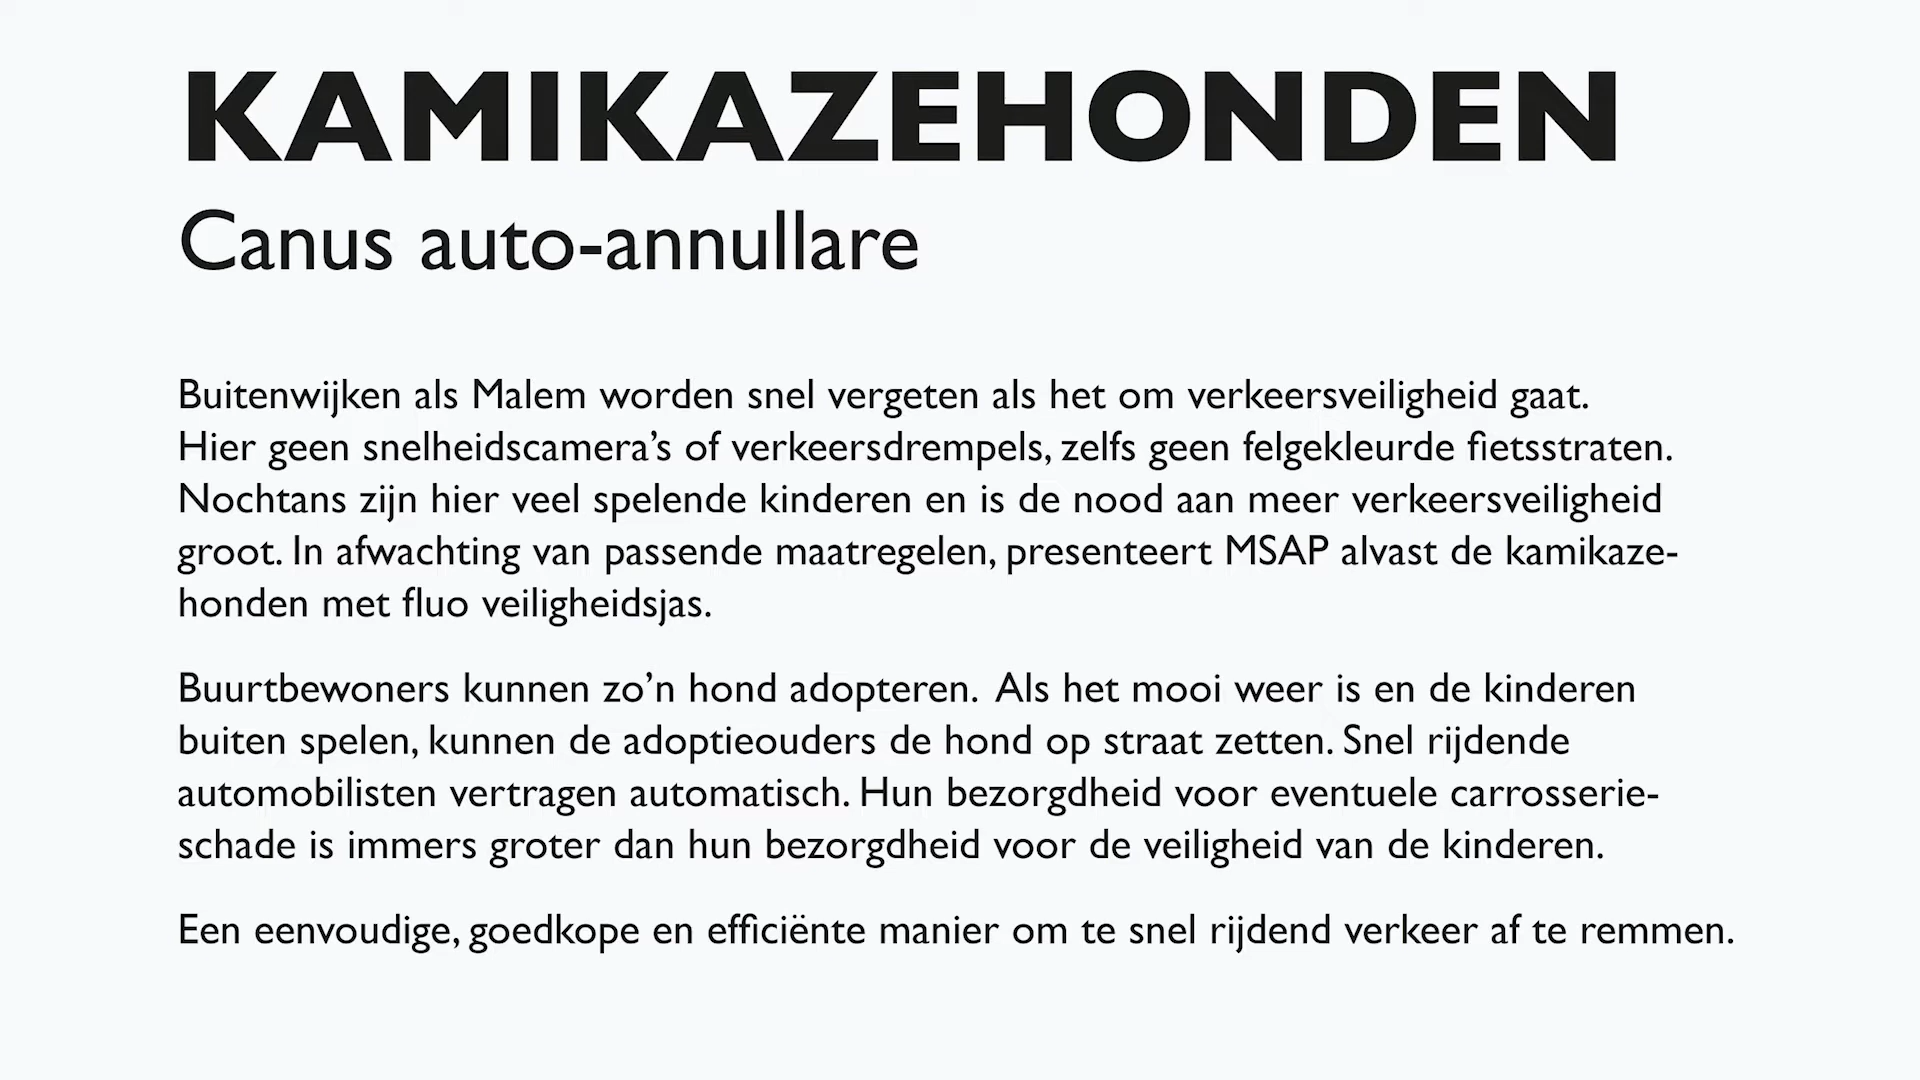 KAMIKAZEHONDEN
Canus auto-annullare
Buitenwijken als Malem worden snel vergeten als het om verkeersveiligheid gaat.
Hier geen snelheidscamera’s of verkeersdrempels, zelfs geen felgekleurde fietsstraten.
Nochtans zijn hier veel spelende kinderen en is de nood aan meer verkeersveiligheid
groot. In afwachting van passende maatregelen, presenteert MSAP alvast de kamikaze-
honden met fluo veiligheidsjas.
Buurtbewoners kunnen zo’n hond adopteren. Als het mooi weer is en de kinderen
buiten spelen, kunnen de adoptieouders de hond op straat zetten. Snel rijdende
automobilisten vertragen automatisch. Hun bezorgdheid voor eventuele carrosserie-
schade is immers groter dan hun bezorgdheid voor de veiligheid van de kinderen.
Een eenvoudige, goedkope en efficiënte manier om te snel rijdend verkeer af te remmen.